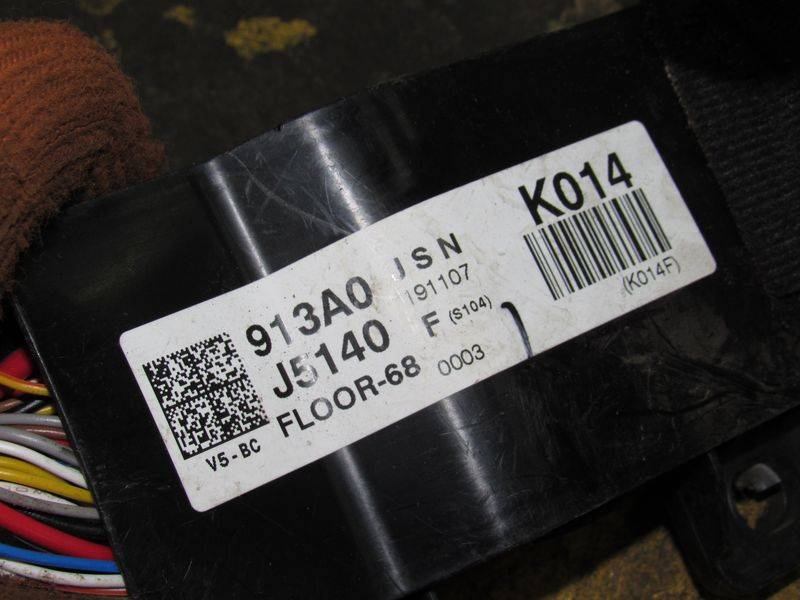 913A0 JSN
191107
J5140 F (S104)
FLOOR-68 0003
V5-BC
K014
(K014F)